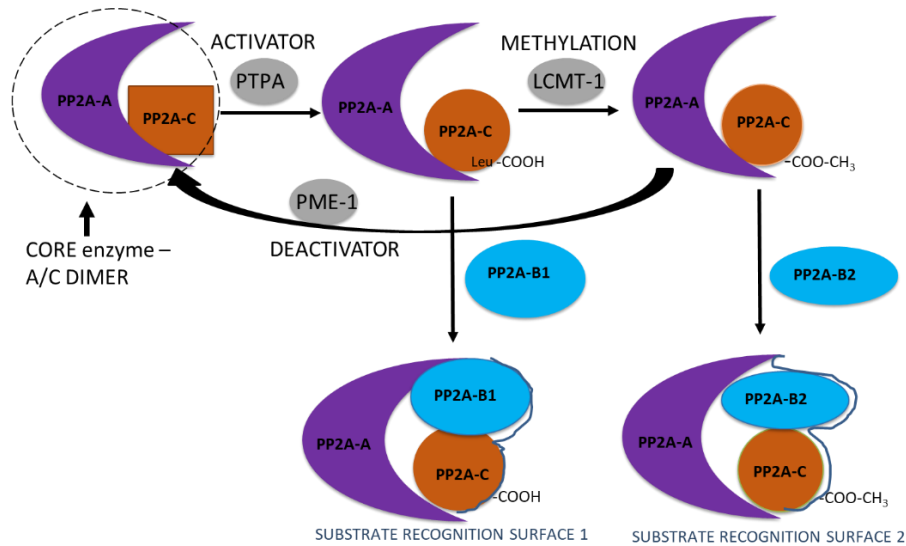 ACTIVATOR
PTPA
METHYLATION
LCMT-1
PP2A-A
PP2A-C
PP2A-A
PP2A-C
Leu-COOH
PP2A-A
PP2A-C
-COO-CH₃
PME-1
DEACTIVATOR
CORE enzyme –
A/C DIMER
PP2A-B1
PP2A-B2
PP2A-B1
PP2A-A
PP2A-C
-COOH
SUBSTRATE RECOGNITION SURFACE 1
PP2A-B2
PP2A-A
PP2A-C
-COO-CH₃
SUBSTRATE RECOGNITION SURFACE 2